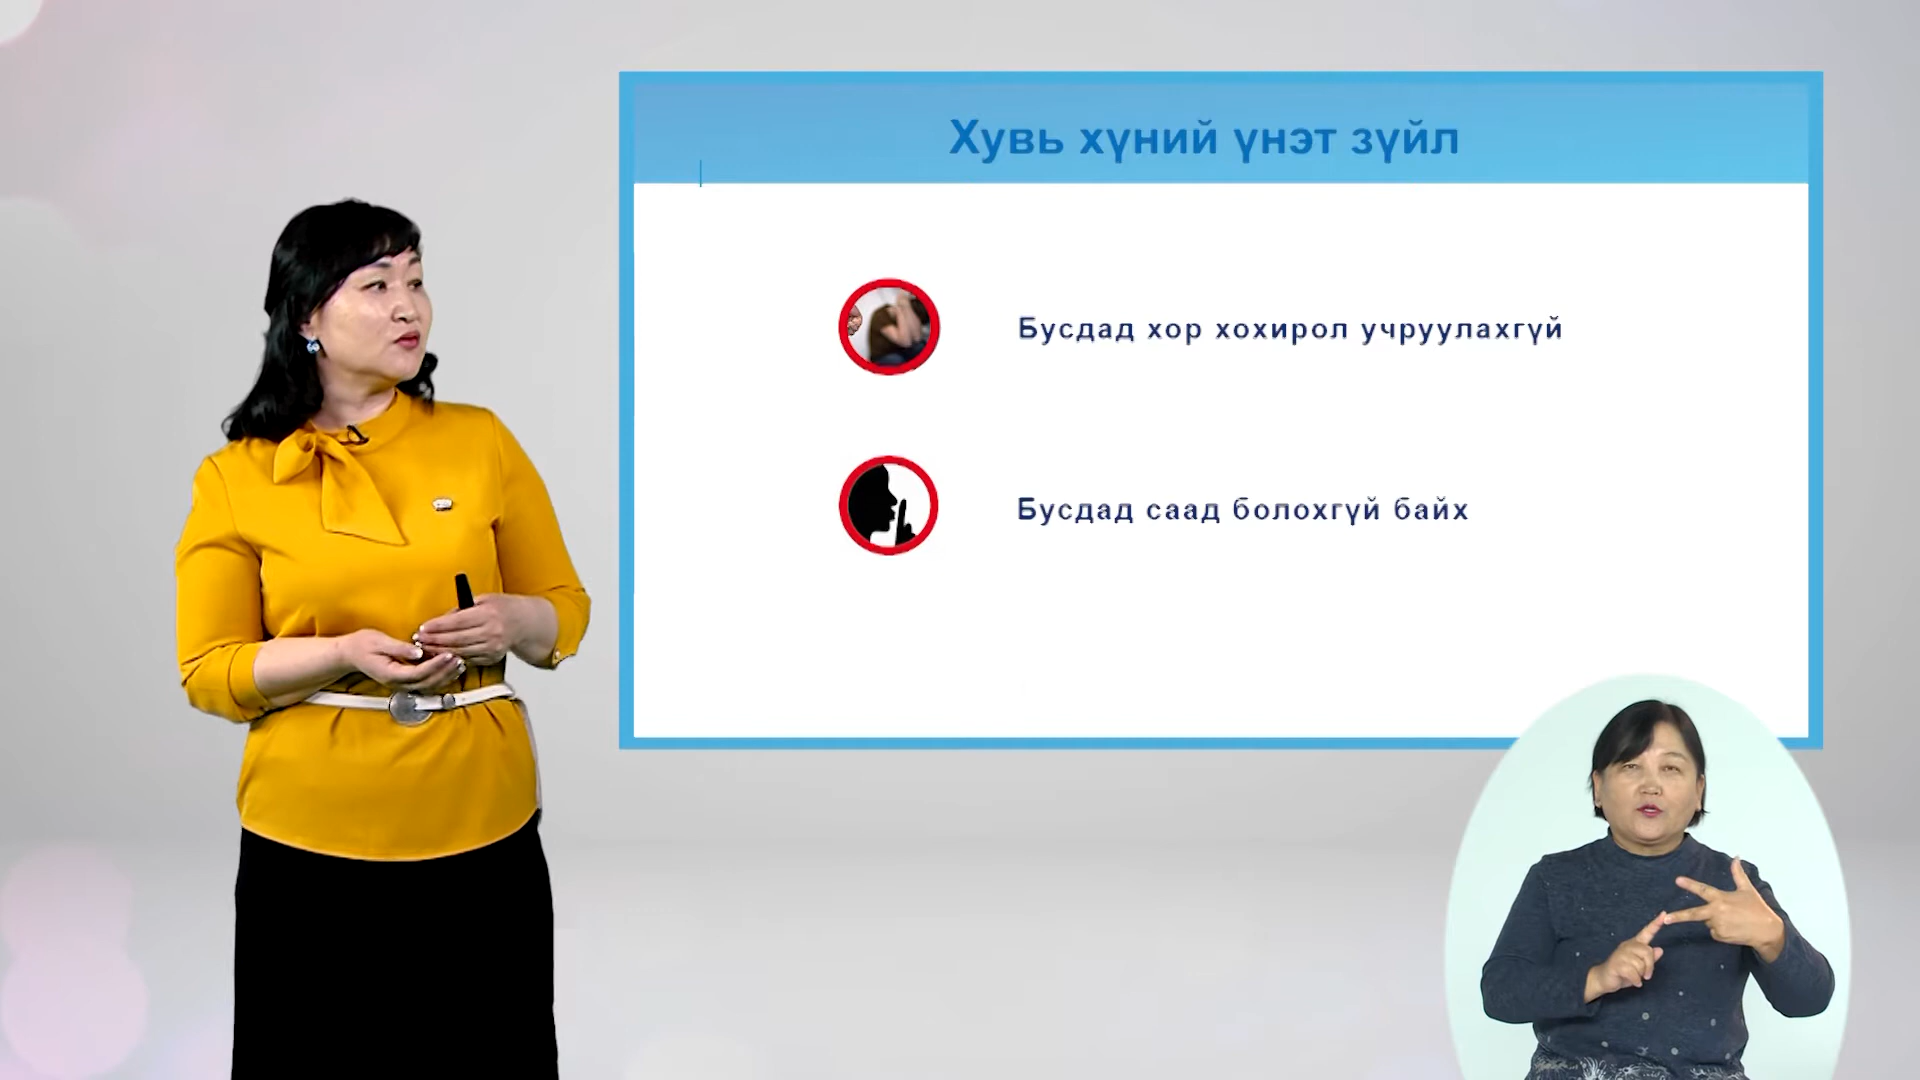 Хувь хүний үнэт зүйл
Бусдад хор хохирол учруулахгүй
Бусдад саад болохгүй байх